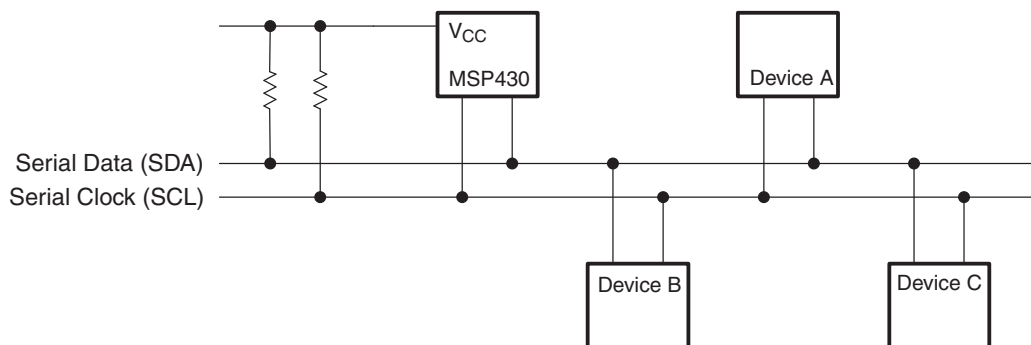 VCC
MSP430
Device A
Serial Data (SDA)
Serial Clock (SCL)
Device B
Device C